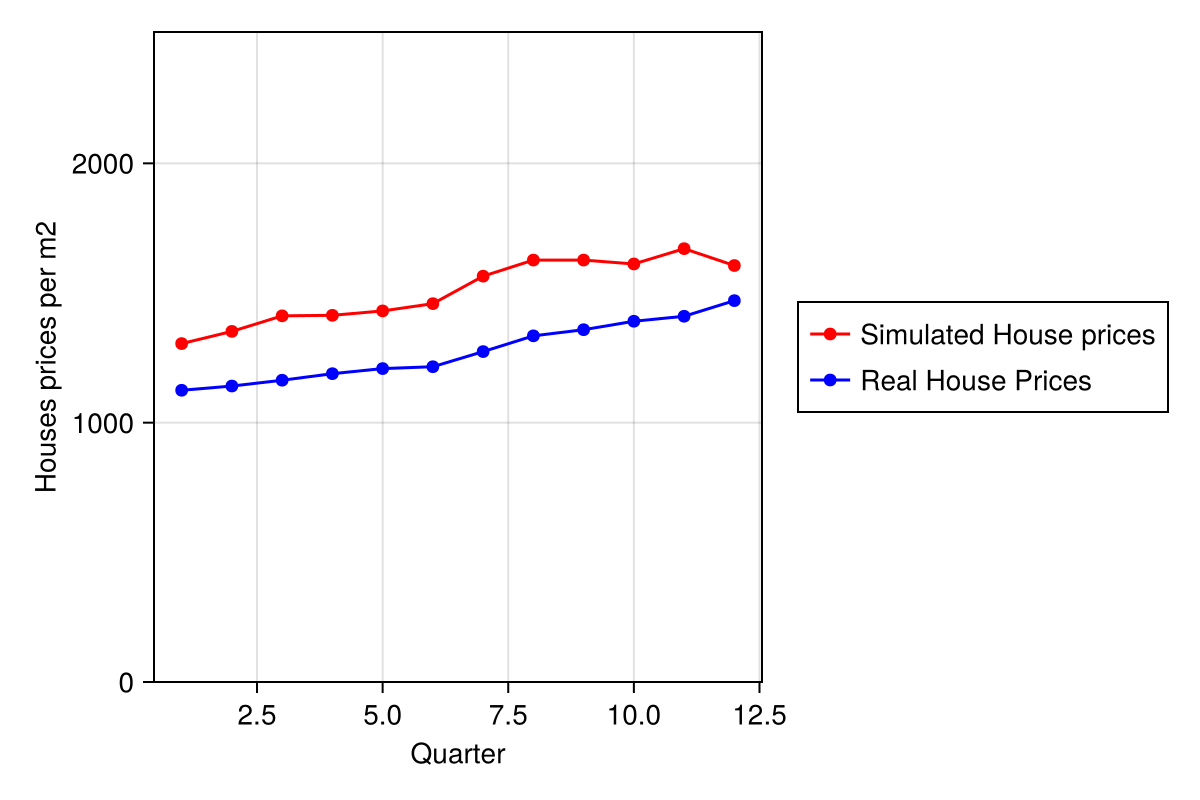 2000
1000
0
Houses prices per m2
2.5 5.0 7.5 10.0 12.5
Quarter
Simulated House prices
Real House Prices